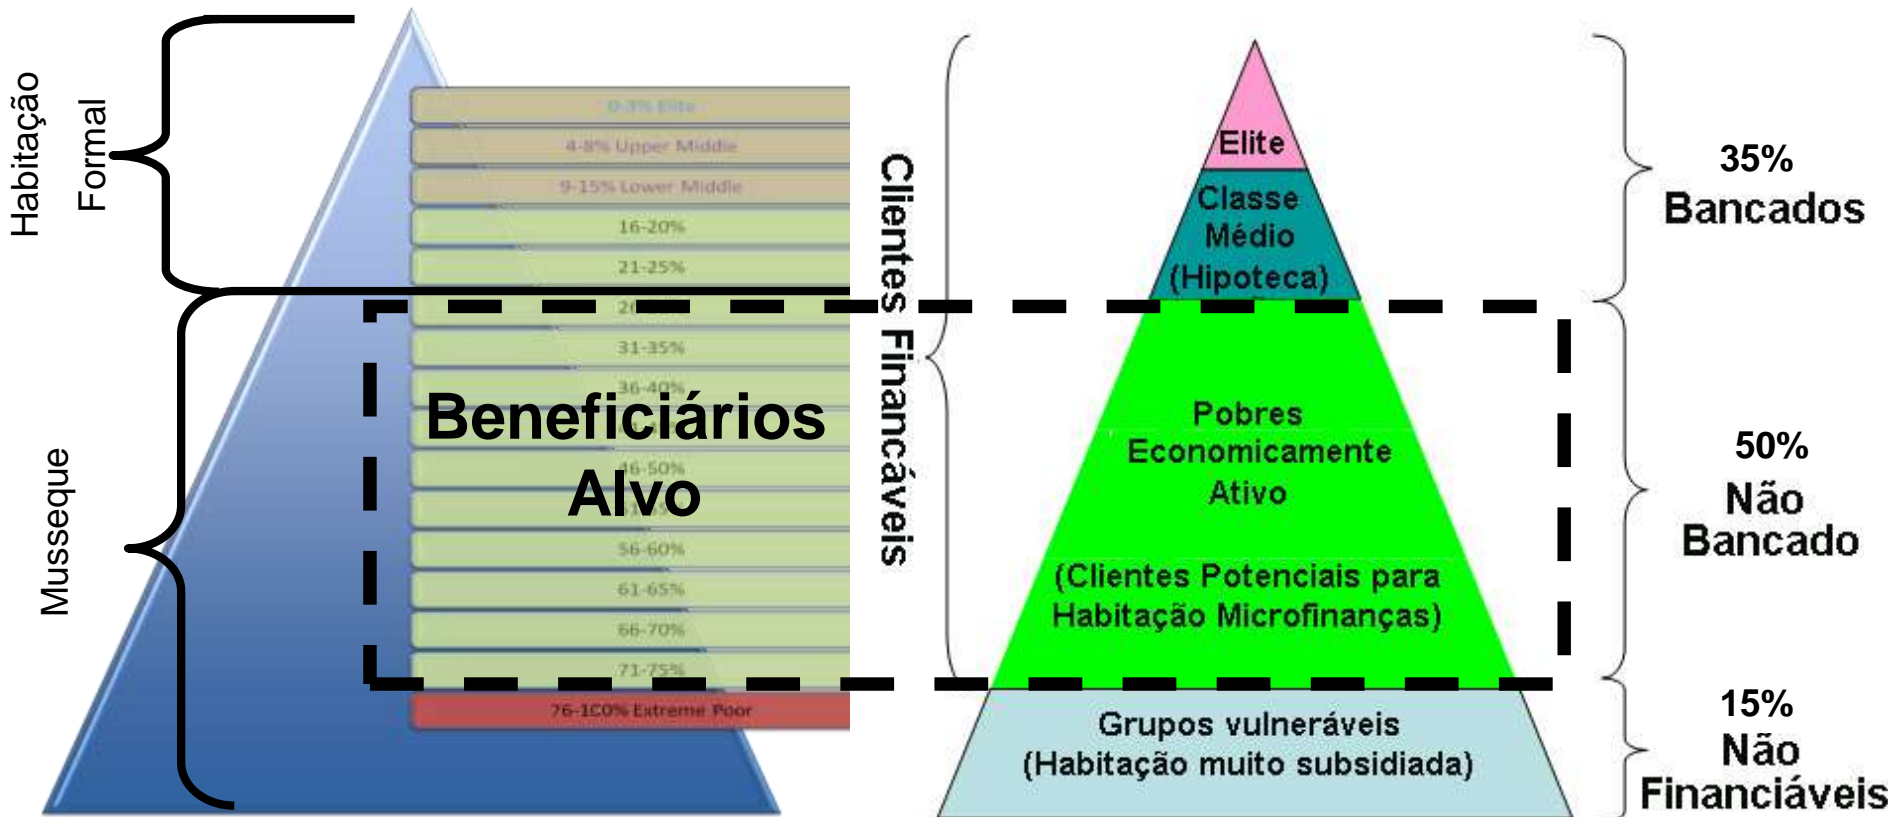 Habitação
Formal
Musseque
0-3% Elite
4-8% Upper Middle
9-15% Lower Middle
16-20%
21-25%
31-35%
36-40%
46-50%
56-60%
61-65%
66-70%
71-75%
76-100% Extreme Poor
Beneficiários
Alvo
Clientes Financáveis
Elite
Classe
Médio
(Hipoteca)
Pobres
Economicamente
Ativo
(Clientes Potenciais para
Habitação Microfinanças)
Grupos vulneráveis
(Habitação muito subsidiada)
35%
Bancados
50%
Não
Bancado
15%
Não
Financiáveis